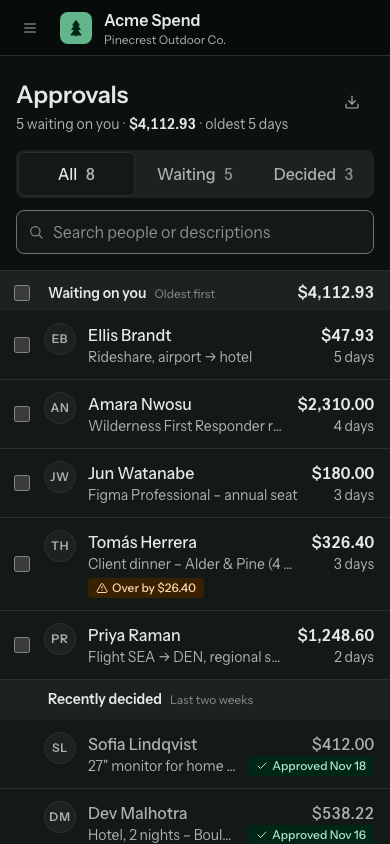 Acme Spend
Pinecrest Outdoor Co.
Approvals
5 waiting on you · $4,112.93 · oldest 5 days
All 8 Waiting 5 Decided 3
Search people or descriptions
Waiting on you Oldest first $4,112.93
EB Ellis Brandt $47.93
Rideshare, airport → hotel 5 days
AN Amara Nwosu $2,310.00
Wilderness First Responder r... 4 days
JW Jun Watanabe $180.00
Figma Professional – annual seat 3 days
TH Tomás Herrera $326.40
Client dinner – Alder & Pine (4 ... 3 days
Over by $26.40
PR Priya Raman $1,248.60
Flight SEA → DEN, regional s... 2 days
Recently decided Last two weeks
SL Sofia Lindqvist $412.00
27" monitor for home ... Approved Nov 18
DM Dev Malhotra $538.22
Hotel, 2 nights – Boul... Approved Nov 16